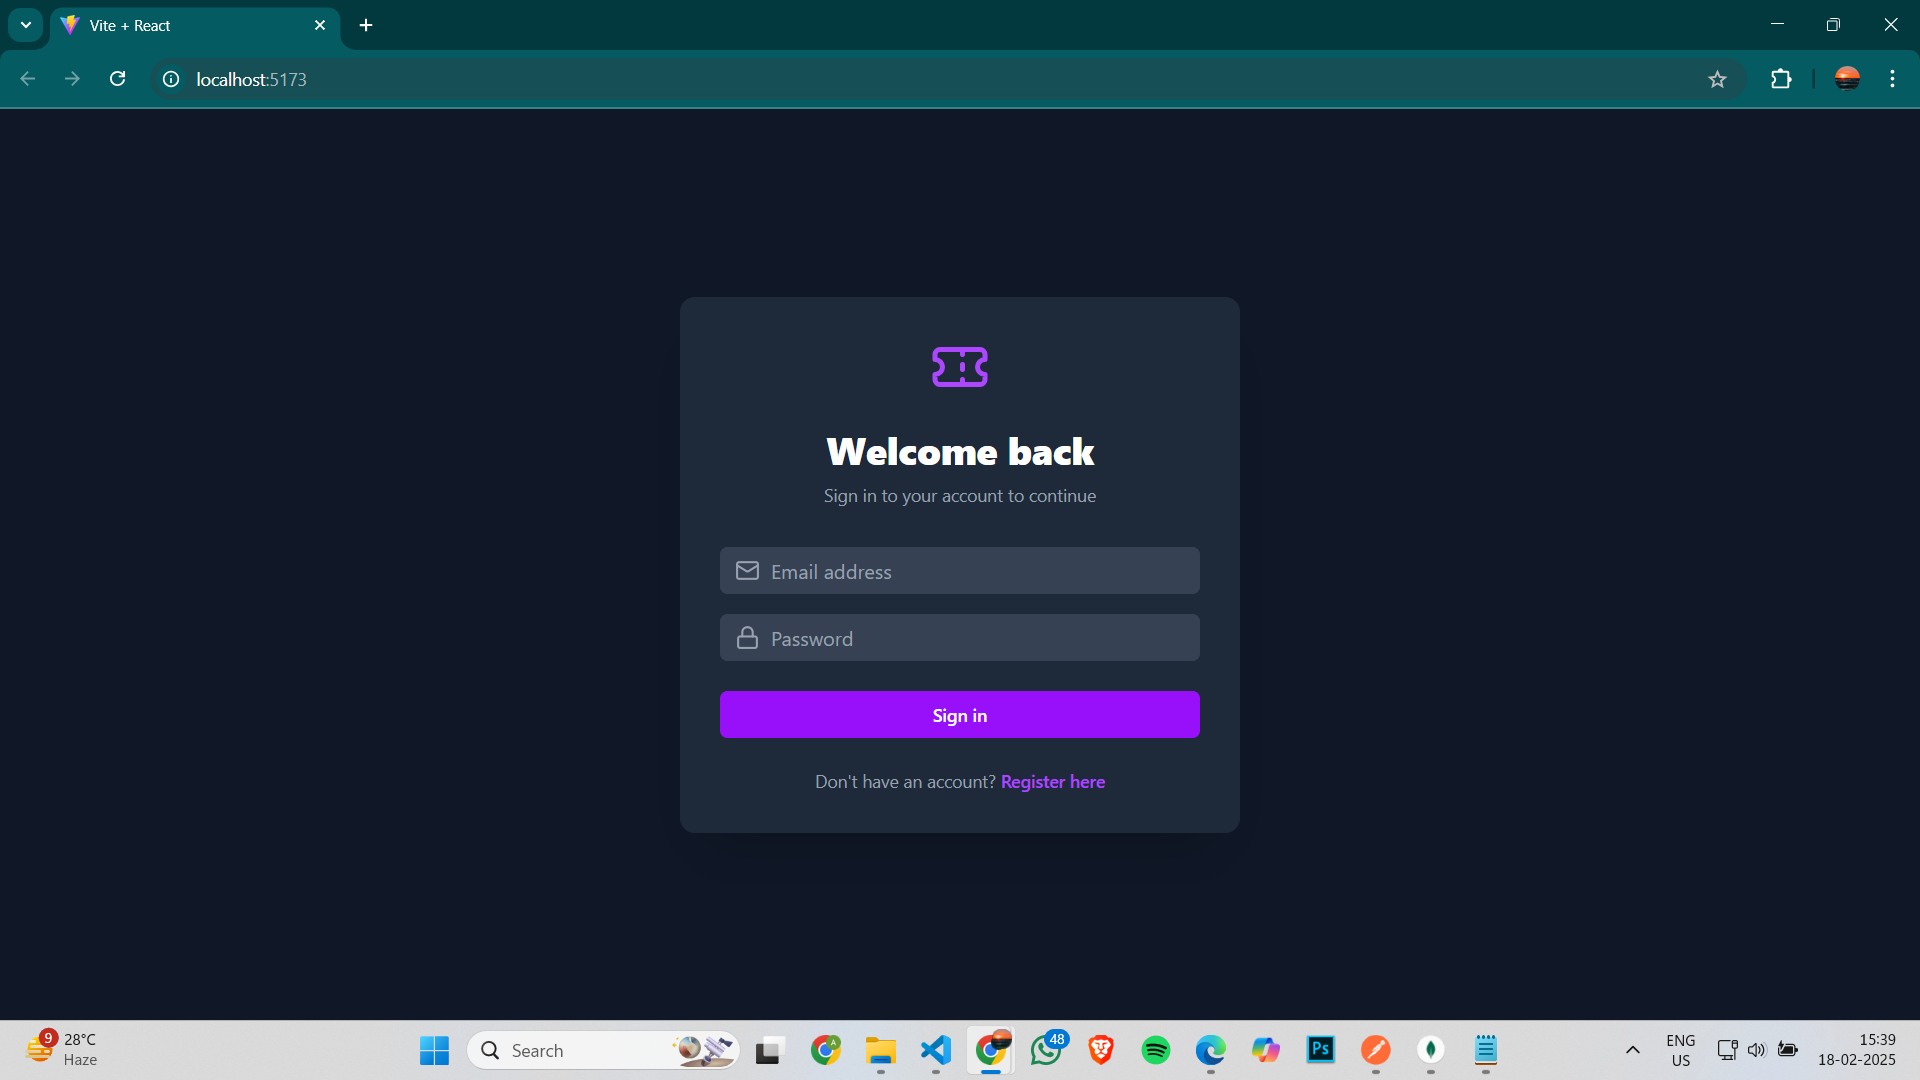 Vite + React
localhost:5173
Welcome back
Sign in to your account to continue
Email address
Password
Sign in
Don't have an account? Register here
9
28°C
Haze
Search
A
48
Ps
ENG
US
15:39
18-02-2025